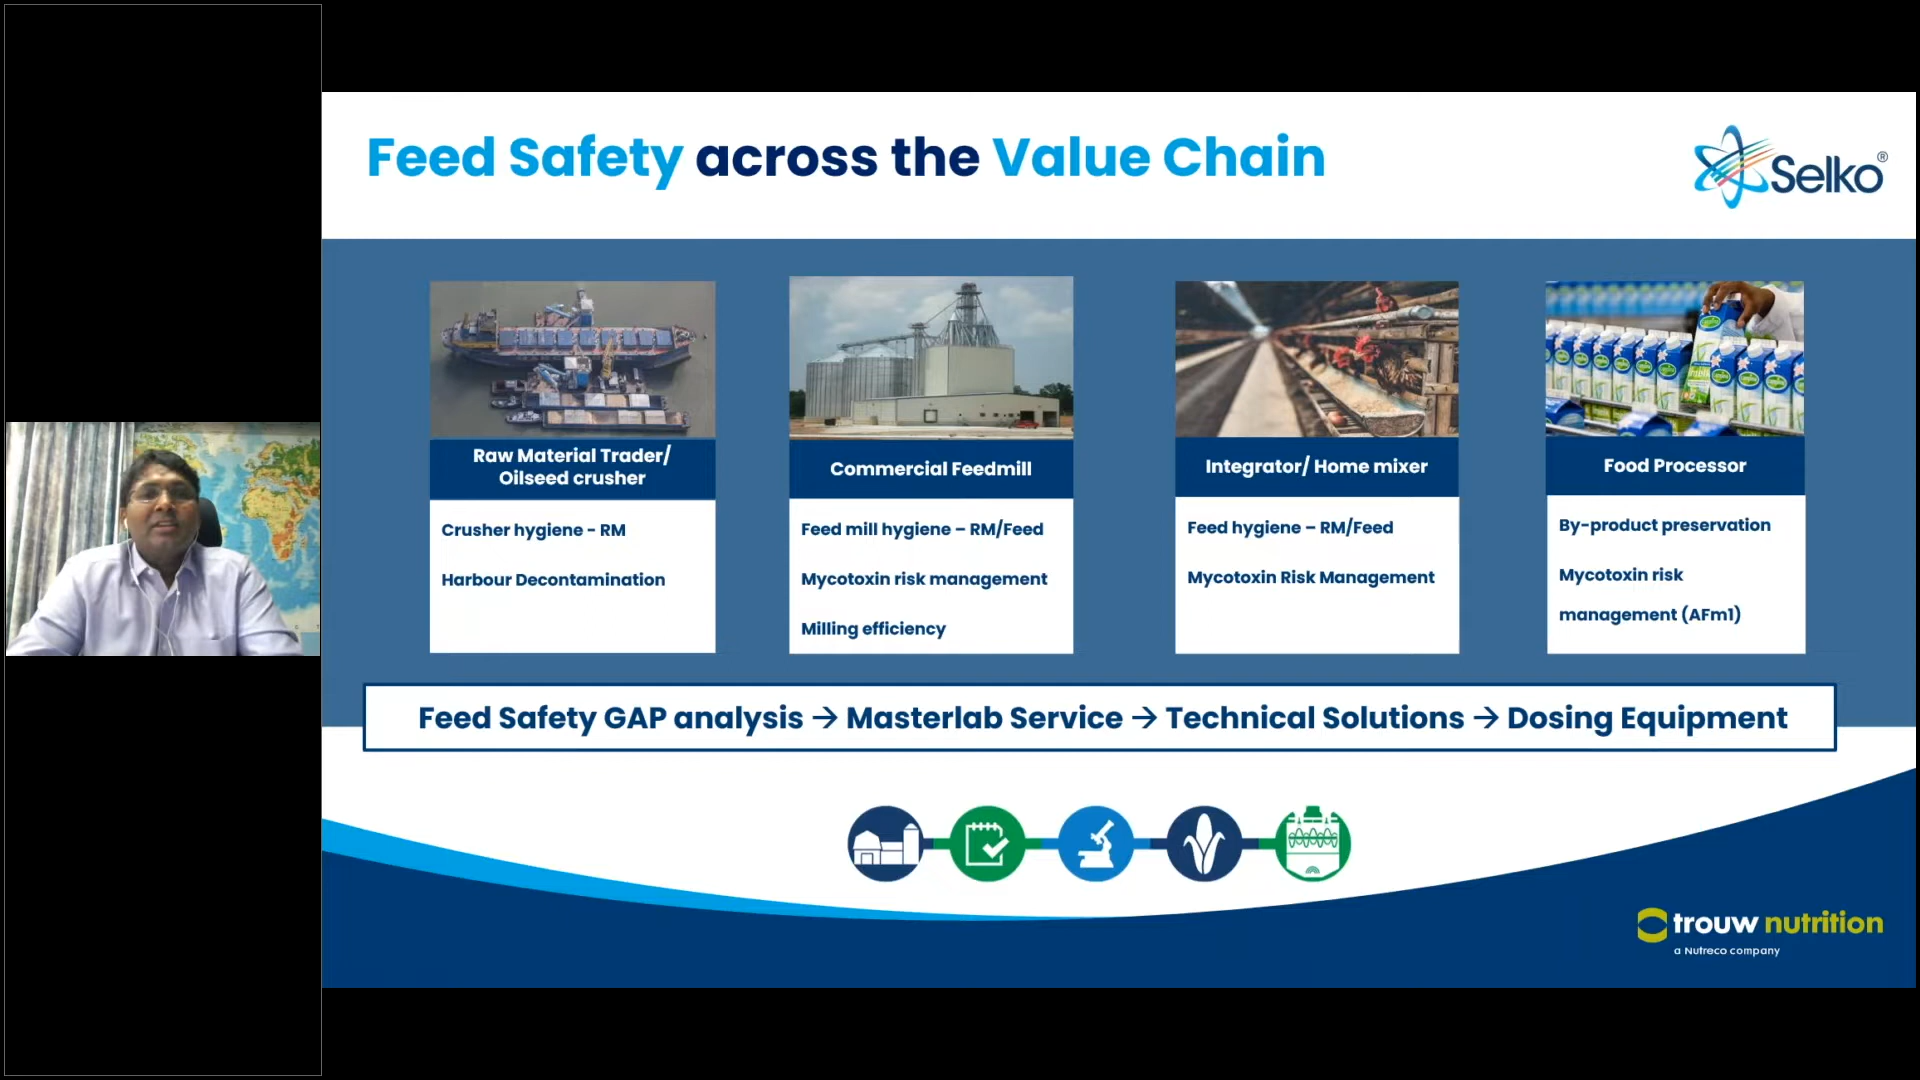 Feed Safety across the Value Chain
Selko®
Raw Material Trader/
Oilseed crusher
Crusher hygiene - RM
Harbour Decontamination
Commercial Feedmill
Feed mill hygiene – RM/Feed
Mycotoxin risk management
Milling efficiency
Integrator/ Home mixer
Feed hygiene – RM/Feed
Mycotoxin Risk Management
Food Processor
By-product preservation
Mycotoxin risk
management (AFm1)
Feed Safety GAP analysis → Masterlab Service → Technical Solutions → Dosing Equipment
trouw nutrition
a Nutreco company